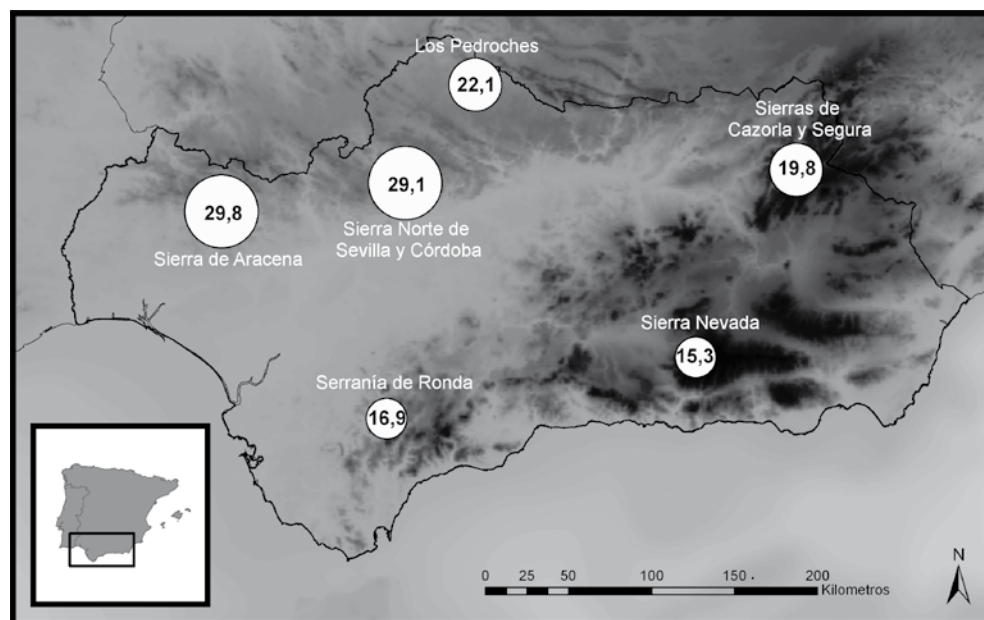 Los Pedroches
22,1
Sierras de
Cazorla y Segura
19,8
29,1
Sierra Norte de
Sevilla y Córdoba
29,8
Sierra de Aracena
Sierra Nevada
15,3
Serranía de Ronda
16,9
N
0 25 50 100 150 200
Kilometros